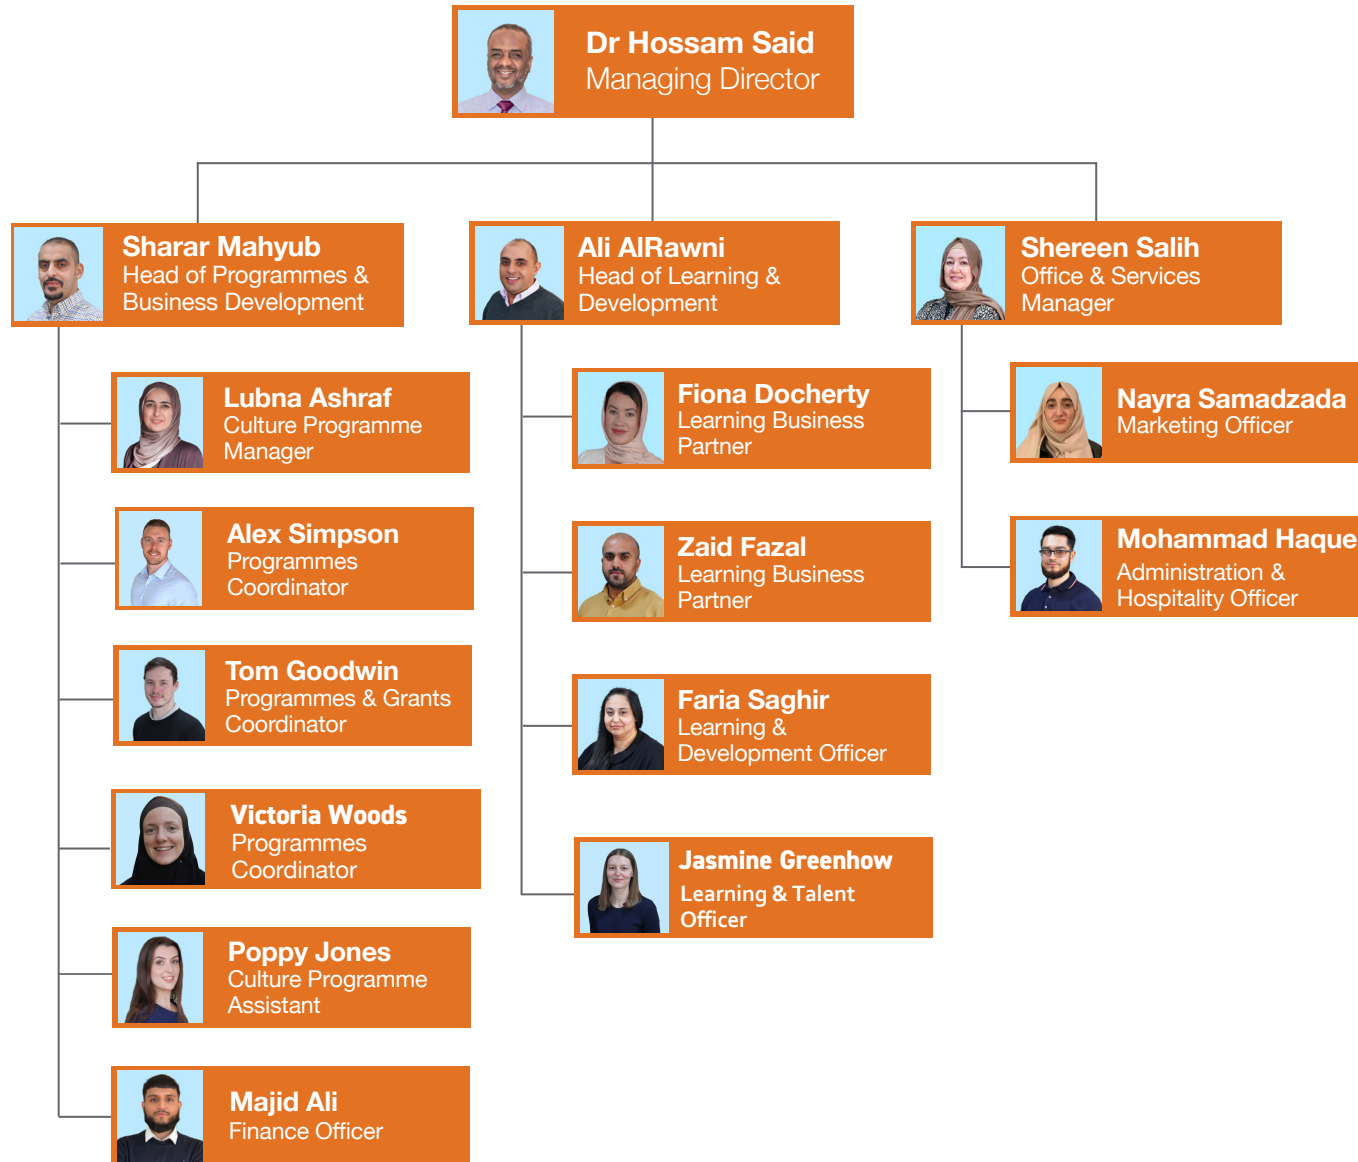 Dr Hossam Said
Managing Director
Sharar Mahyub
Head of Programmes &
Business Development
Ali AlRawni
Head of Learning &
Development
Shereen Salih
Office & Services
Manager
Lubna Ashraf
Culture Programme
Manager
Alex Simpson
Programmes
Coordinator
Tom Goodwin
Programmes & Grants
Coordinator
Victoria Woods
Programmes
Coordinator
Poppy Jones
Culture Programme
Assistant
Majid Ali
Finance Officer
Fiona Docherty
Learning Business
Partner
Zaid Fazal
Learning Business
Partner
Faria Saghir
Learning &
Development Officer
Jasmine Greenhow
Learning & Talent
Officer
Nayra Samadzada
Marketing Officer
Mohammad Haque
Administration &
Hospitality Officer